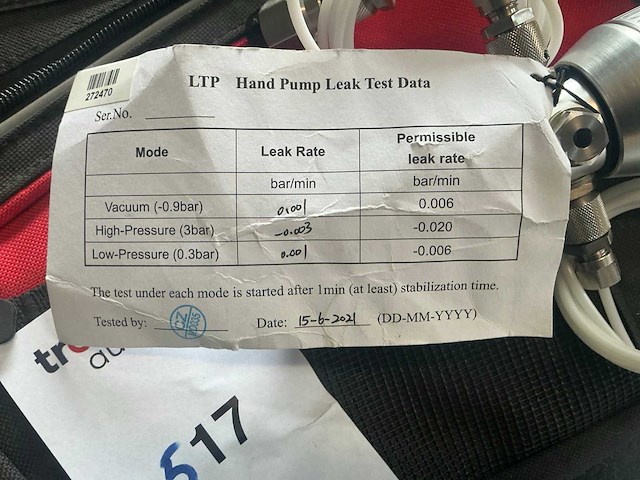 272470
LTP Hand Pump Leak Test Data
Ser.No.
Mode Leak Rate Permissible leak rate
bar/min bar/min
Vacuum (-0.9bar) 0.001 0.006
High-Pressure (3bar) -0.003 -0.020
Low-Pressure (0.3bar) 0.001 -0.006
The test under each mode is started after 1min (at least) stabilization time.
Tested by: CZ Date: 15-6-2021 (DD-MM-YYYY)
517